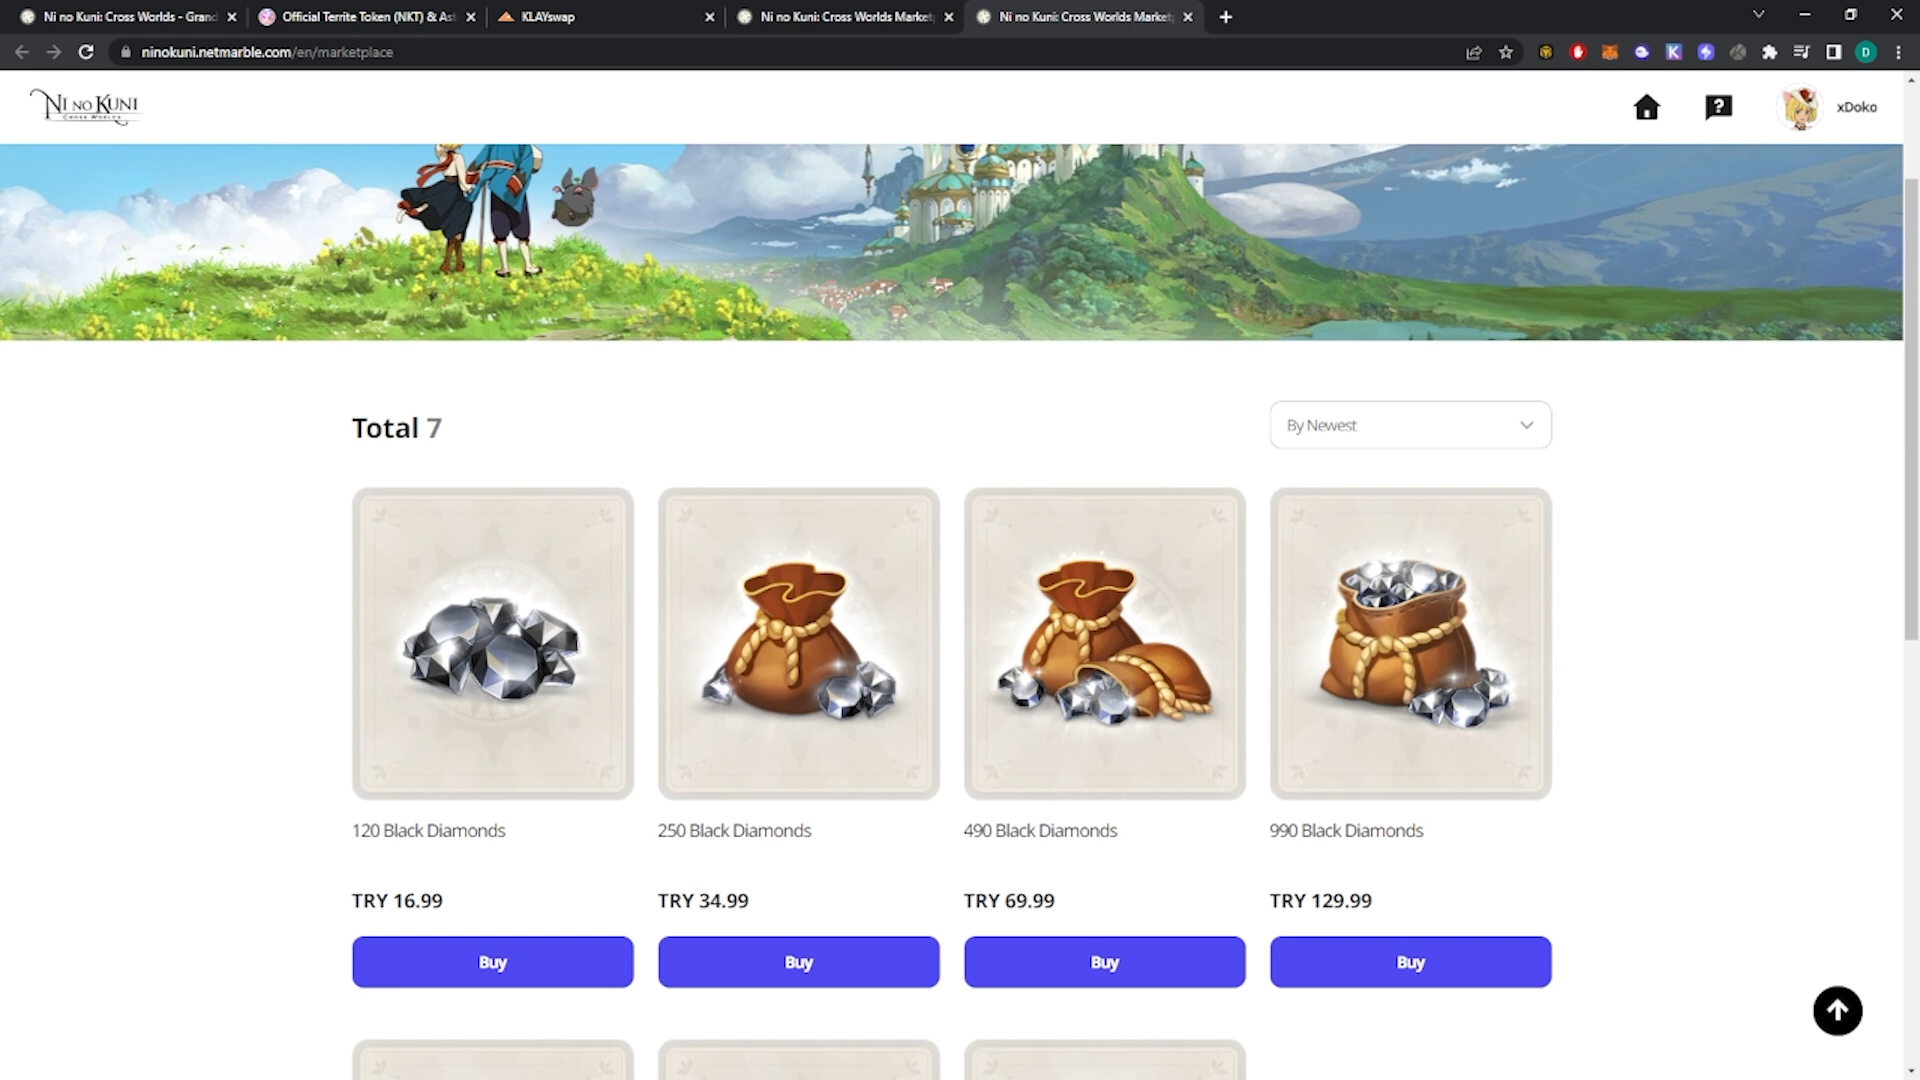 Ni no Kuni: Cross Worlds - Grand
Official Territe Token (NKT) & Ast
KLAYswap
Ni no Kuni: Cross Worlds Market
Ni no Kuni: Cross Worlds Market
ninokuni.netmarble.com/en/marketplace
K
D
NI NO KUNI
CROSS WORLDS
?
xDoko
Total 7
By Newest
120 Black Diamonds
250 Black Diamonds
490 Black Diamonds
990 Black Diamonds
TRY 16.99
TRY 34.99
TRY 69.99
TRY 129.99
Buy
Buy
Buy
Buy